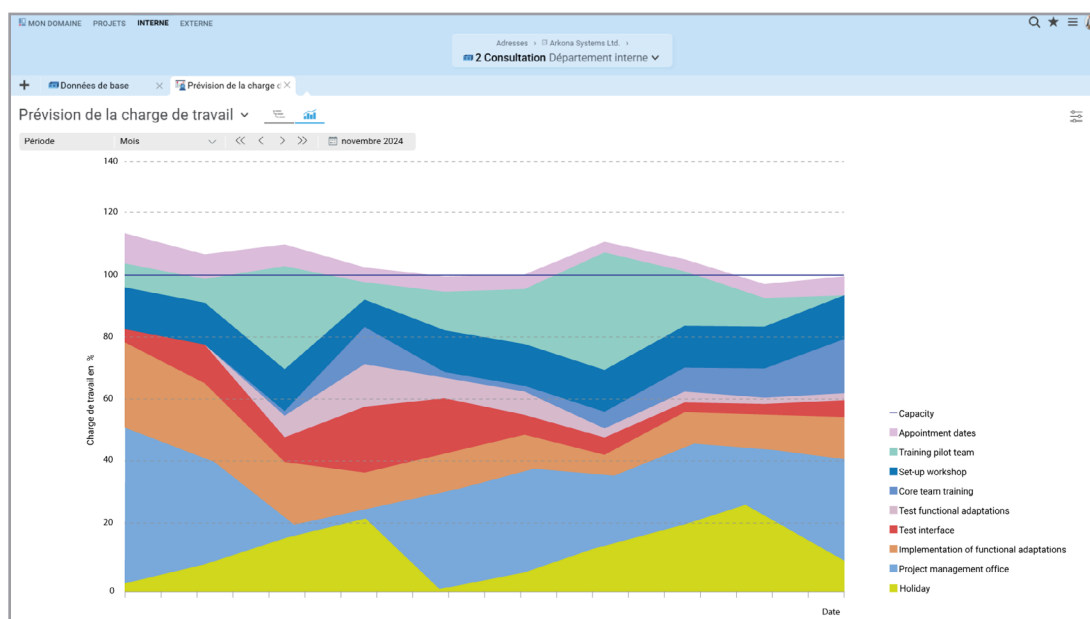 MON DOMAINE PROJETS INTERNE EXTERNE
Adresses › Arkona Systems Ltd. ›
2 Consultation Département interne
Données de base × Prévision de la charge d ×
Prévision de la charge de travail
Période Mois novembre 2024
140
120
100
80
60
40
20
0
Charge de travail en %
Date
Capacity
Appointment dates
Training pilot team
Set-up workshop
Core team training
Test functional adaptations
Test interface
Implementation of functional adaptations
Project management office
Holiday